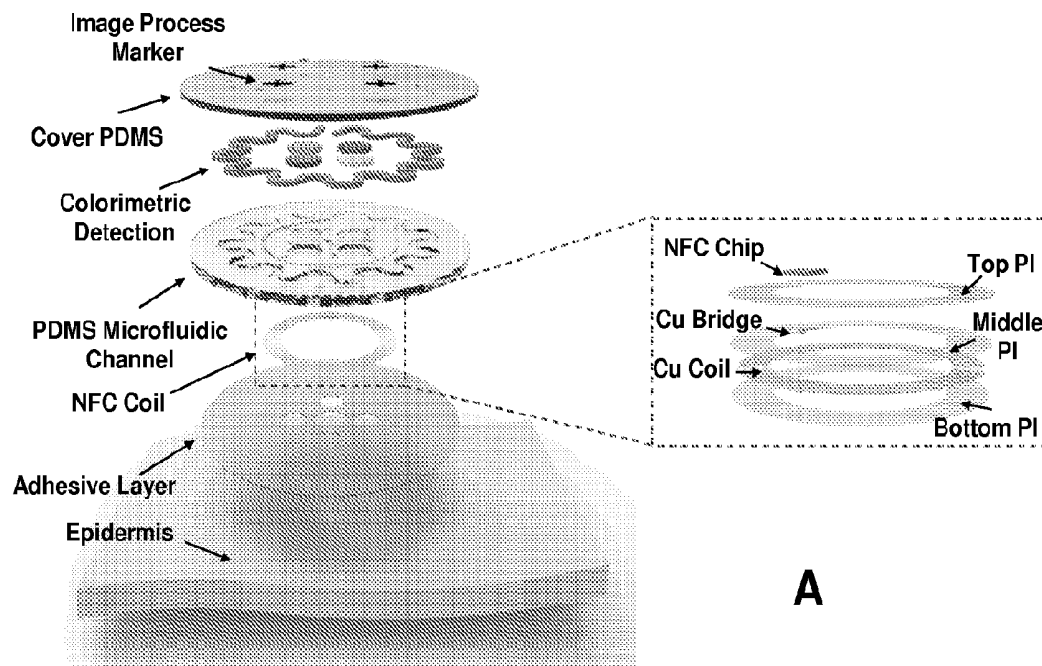 Image Process
Marker
Cover PDMS
Colorimetric
Detection
PDMS Microfluidic
Channel
NFC Coil
Adhesive Layer
Epidermis
NFC Chip
Top PI
Cu Bridge
Middle
PI
Cu Coil
Bottom PI
A